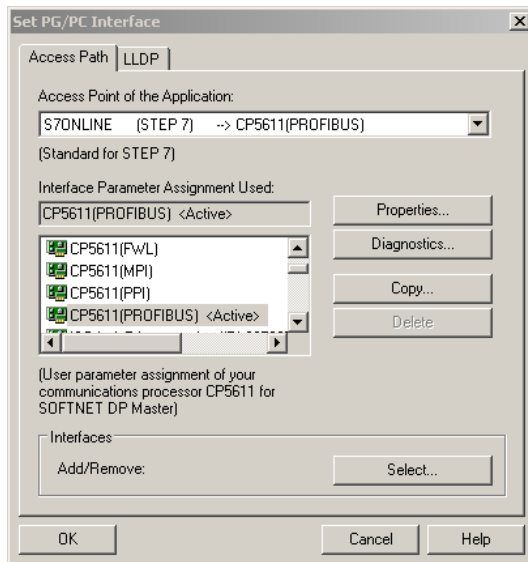 Set PG/PC Interface
Access Path
LLDP
Access Point of the Application:
S7ONLINE (STEP 7) --> CP5611(PROFIBUS)
(Standard for STEP 7)
Interface Parameter Assignment Used:
CP5611(PROFIBUS) <Active>
Properties...
CP5611(FWL)
Diagnostics...
CP5611(MPI)
CP5611(PPI)
Copy...
CP5611(PROFIBUS) <Active>
Delete
(User parameter assignment of your
communications processor CP5611 for
SOFTNET DP Master)
Interfaces
Add/Remove:
Select...
OK
Cancel
Help